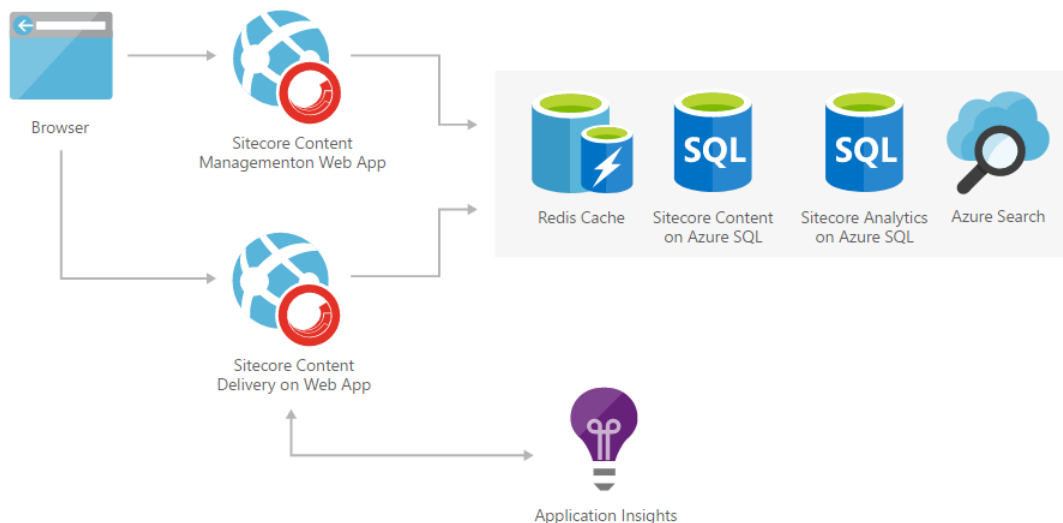 Browser
Sitecore Content
Managementon Web App
SQL
SQL
Redis Cache
Sitecore Content
on Azure SQL
Sitecore Analytics
on Azure SQL
Azure Search
Sitecore Content
Delivery on Web App
Application Insights